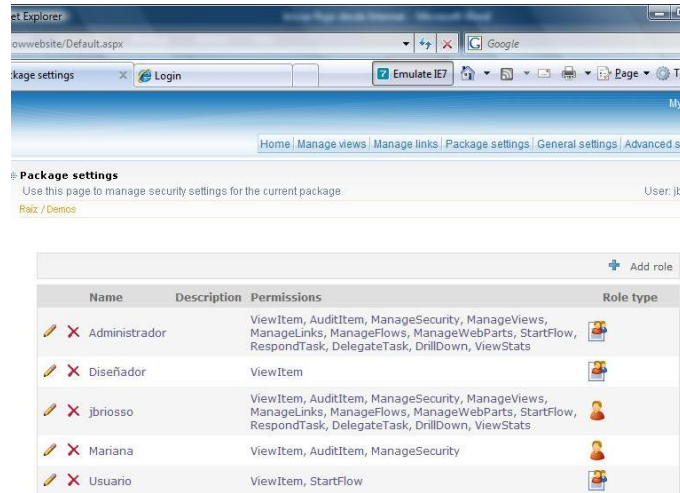 et Explorer
owwebsite/Default.aspx
Google
kage settings
Login
Emulate IE7
Page
T
My
Home | Manage views | Manage links | Package settings | General settings | Advanced s
Package settings
Use this page to manage security settings for the current package
User: jb
Raíz / Demos
Add role
Name Description Permissions Role type
Administrador
ViewItem, AuditItem, ManageSecurity, ManageViews,
ManageLinks, ManageFlows, ManageWebParts, StartFlow,
RespondTask, DelegateTask, DrillDown, ViewStats
Diseñador ViewItem
jbriosso
ViewItem, AuditItem, ManageSecurity, ManageViews,
ManageLinks, ManageFlows, ManageWebParts, StartFlow,
RespondTask, DelegateTask, DrillDown, ViewStats
Mariana ViewItem, AuditItem, ManageSecurity
Usuario ViewItem, StartFlow